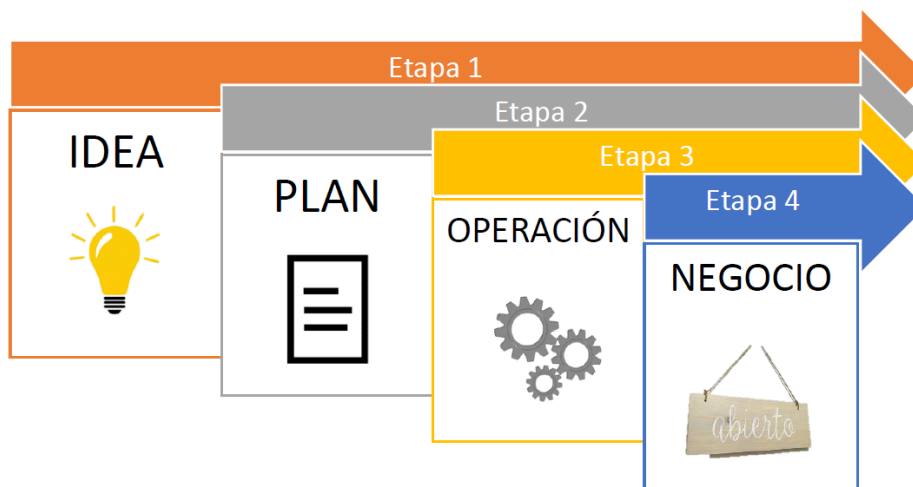 Etapa 1
IDEA
Etapa 2
PLAN
Etapa 3
OPERACIÓN
Etapa 4
NEGOCIO
abierto